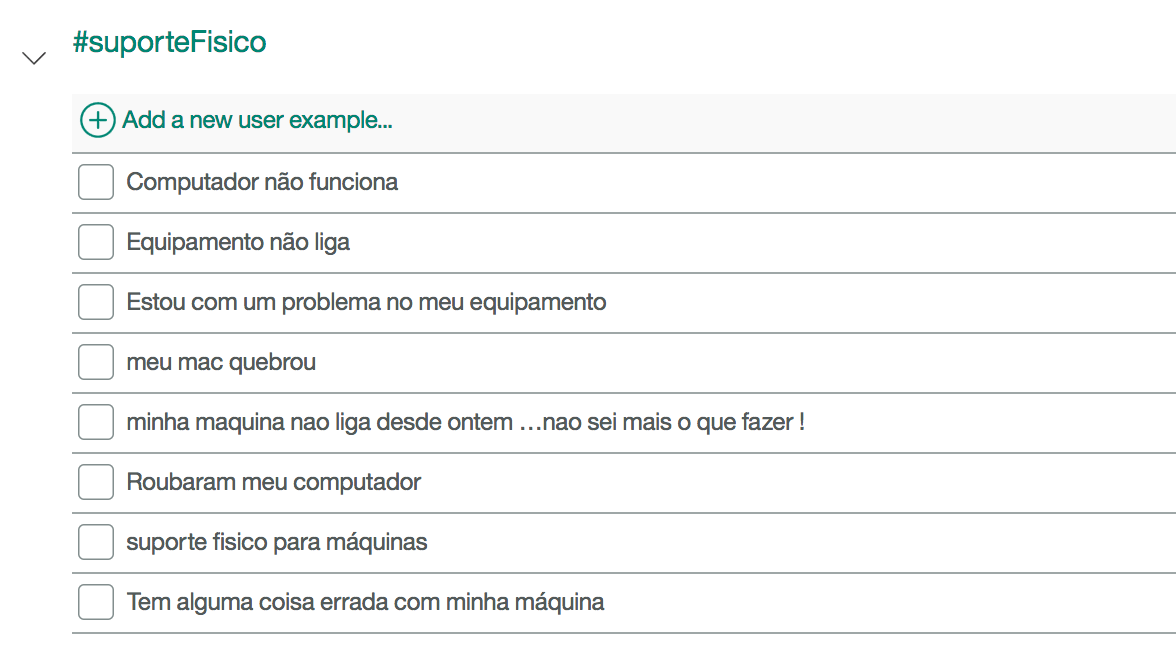 #suporteFisico
Add a new user example...
Computador não funciona
Equipamento não liga
Estou com um problema no meu equipamento
meu mac quebrou
minha maquina nao liga desde ontem ...nao sei mais o que fazer !
Roubaram meu computador
suporte fisico para máquinas
Tem alguma coisa errada com minha máquina